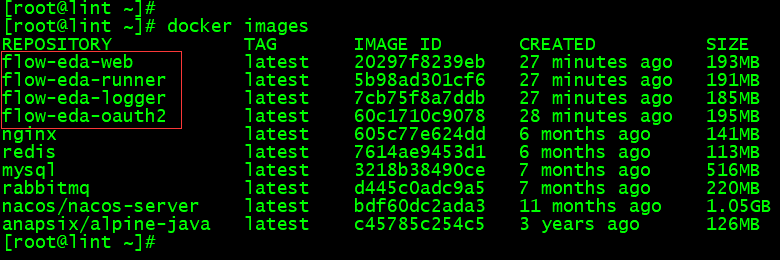 [root@lint ~]#
[root@lint ~]# docker images
REPOSITORY TAG IMAGE ID CREATED SIZE
flow-eda-web latest 20297f8239eb 27 minutes ago 193MB
flow-eda-runner latest 5b98ad301cf6 27 minutes ago 191MB
flow-eda-logger latest 7cb75f8a7ddb 27 minutes ago 185MB
flow-eda-oauth2 latest 60c1710c9078 28 minutes ago 195MB
nginx latest 605c77e624dd 6 months ago 141MB
redis latest 7614ae9453d1 6 months ago 113MB
mysql latest 3218b38490ce 7 months ago 516MB
rabbitmq latest d445c0adc9a5 7 months ago 220MB
nacos/nacos-server latest bdf60dc2ada3 11 months ago 1.05GB
anapsix/alpine-java latest c45785c254c5 3 years ago 126MB
[root@lint ~]#